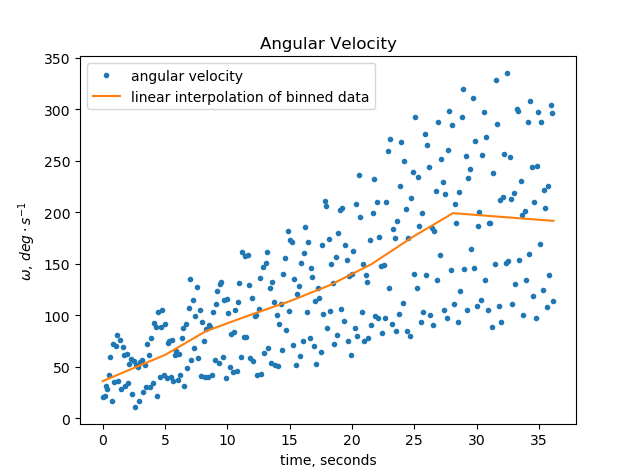 Angular Velocity
angular velocity
linear interpolation of binned data
350
300
250
200
150
100
50
0
ω, deg · s⁻¹
0 5 10 15 20 25 30 35
time, seconds